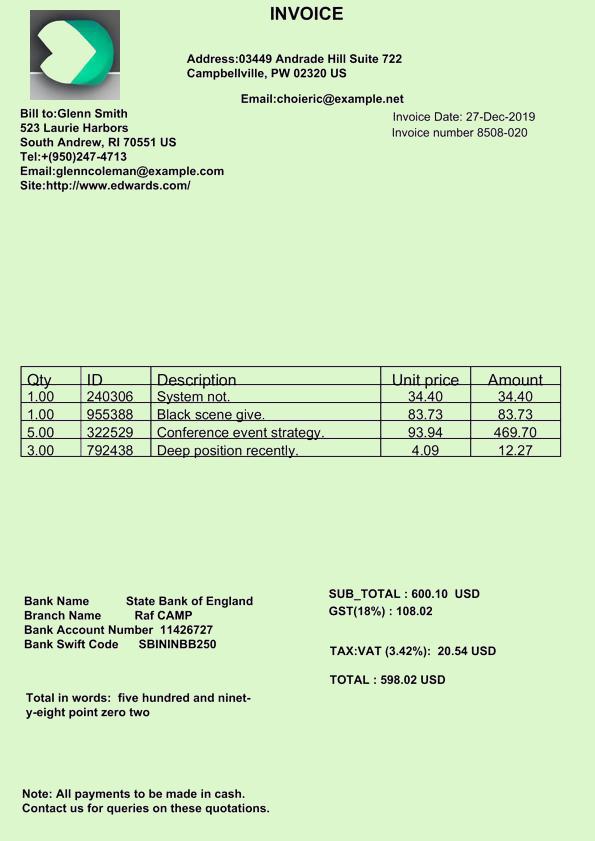 INVOICE
Address:03449 Andrade Hill Suite 722
Campbellville, PW 02320 US
Email:choieric@example.net
Bill to:Glenn Smith
523 Laurie Harbors
South Andrew, RI 70551 US
Tel:+(950)247-4713
Email:glenncoleman@example.com
Site:http://www.edwards.com/
Invoice Date: 27-Dec-2019
Invoice number 8508-020
Qty ID Description Unit price Amount
1.00 240306 System not. 34.40 34.40
1.00 955388 Black scene give. 83.73 83.73
5.00 322529 Conference event strategy. 93.94 469.70
3.00 792438 Deep position recently. 4.09 12.27
Bank Name State Bank of England
Branch Name Raf CAMP
Bank Account Number 11426727
Bank Swift Code SBININBB250
SUB_TOTAL : 600.10 USD
GST(18%) : 108.02
TAX:VAT (3.42%): 20.54 USD
TOTAL : 598.02 USD
Total in words: five hundred and ninet-
y-eight point zero two
Note: All payments to be made in cash.
Contact us for queries on these quotations.